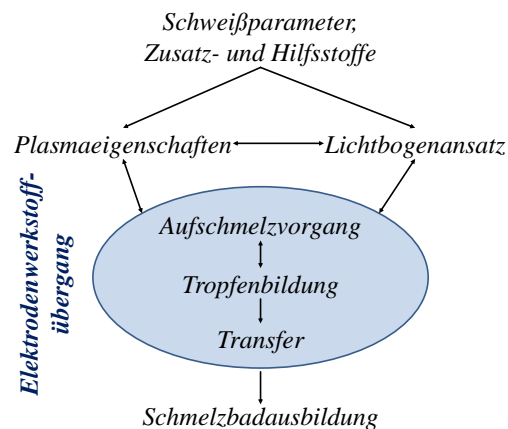 Schweißparameter,
Zusatz- und Hilfsstoffe
Plasmaeigenschaften
Lichtbogenansatz
Elektrodenwerkstoff-
übergang
Aufschmelzvorgang
Tropfenbildung
Transfer
Schmelzbadausbildung